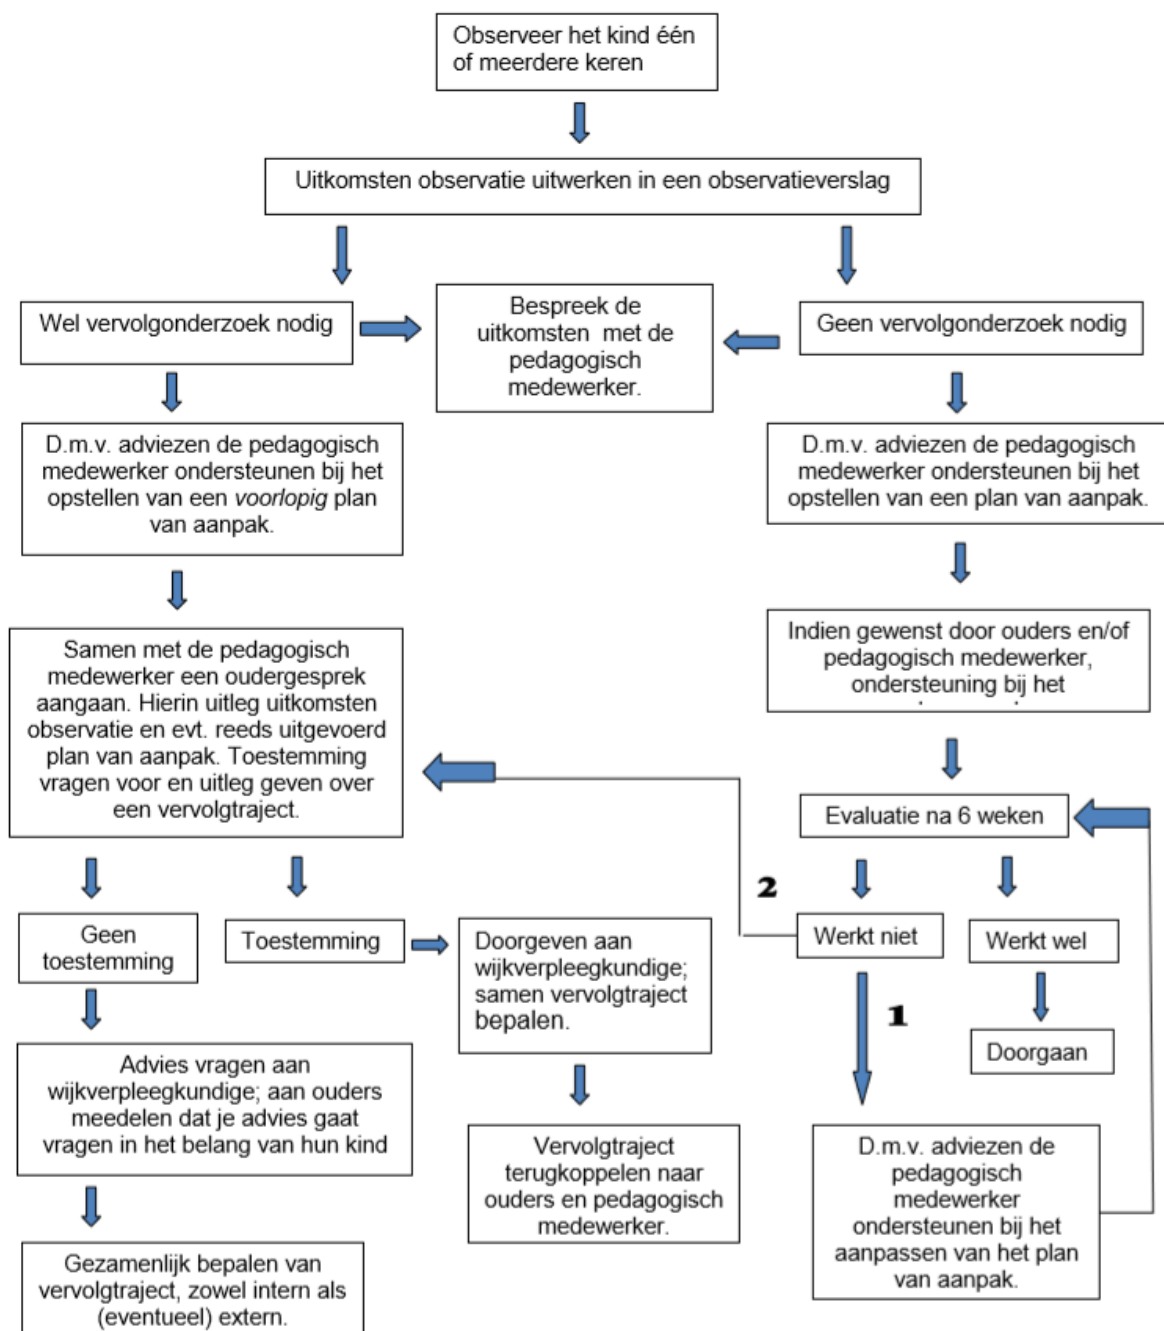 Observeer het kind één
of meerdere keren
Uitkomsten observatie uitwerken in een observatieverslag
Wel vervolgonderzoek nodig
Bespreek de
uitkomsten met de
pedagogisch
medewerker.
Geen vervolgonderzoek nodig
D.m.v. adviezen de pedagogisch
medewerker ondersteunen bij het
opstellen van een voorlopig plan
van aanpak.
D.m.v. adviezen de pedagogisch
medewerker ondersteunen bij het
opstellen van een plan van aanpak.
Samen met de pedagogisch
medewerker een oudergesprek
aangaan. Hierin uitleg uitkomsten
observatie en evt. reeds uitgevoerd
plan van aanpak. Toestemming
vragen voor en uitleg geven over
een vervolgtraject.
Indien gewenst door ouders en/of
pedagogisch medewerker,
ondersteuning bij het
Evaluatie na 6 weken
2
Geen
toestemming
Toestemming
Doorgeven aan
wijkverpleegkundige;
samen vervolgtraject
bepalen.
Werkt niet
Werkt wel
1
Doorgaan
Advies vragen aan
wijkverpleegkundige; aan ouders
meedelen dat je advies gaat
vragen in het belang van hun kind
Vervolgtraject
terugkoppelen naar
ouders en pedagogisch
medewerker.
D.m.v. adviezen de
pedagogisch
medewerker
ondersteunen bij het
aanpassen van het plan
van aanpak.
Gezamenlijk bepalen van
vervolgtraject, zowel intern als
(eventueel) extern.